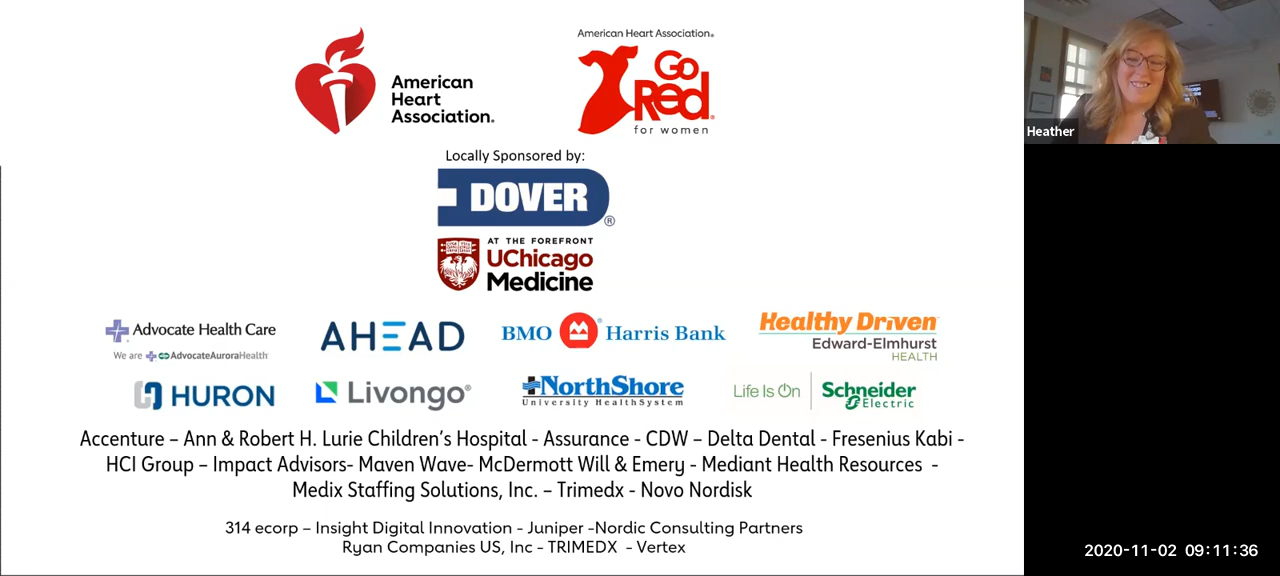 American
Heart
Association®
American Heart Association®
Go
Red®
for women
Locally Sponsored by:
DOVER®
AT THE FOREFRONT
UChicago
Medicine
Advocate Health Care
We are AdvocateAuroraHealth
AHEAD
BMO Harris Bank®
Healthy Driven™
Edward-Elmhurst
HEALTH
HURON
Livongo®
NorthShore
University HealthSystem
Life Is On
Schneider
Electric
Accenture – Ann & Robert H. Lurie Children's Hospital - Assurance - CDW – Delta Dental - Fresenius Kabi -
HCI Group – Impact Advisors- Maven Wave- McDermott Will & Emery - Mediant Health Resources -
Medix Staffing Solutions, Inc. – Trimedx - Novo Nordisk
314 ecorp – Insight Digital Innovation - Juniper -Nordic Consulting Partners
Ryan Companies US, Inc - TRIMEDX - Vertex
Heather
2020-11-02 09:11:36